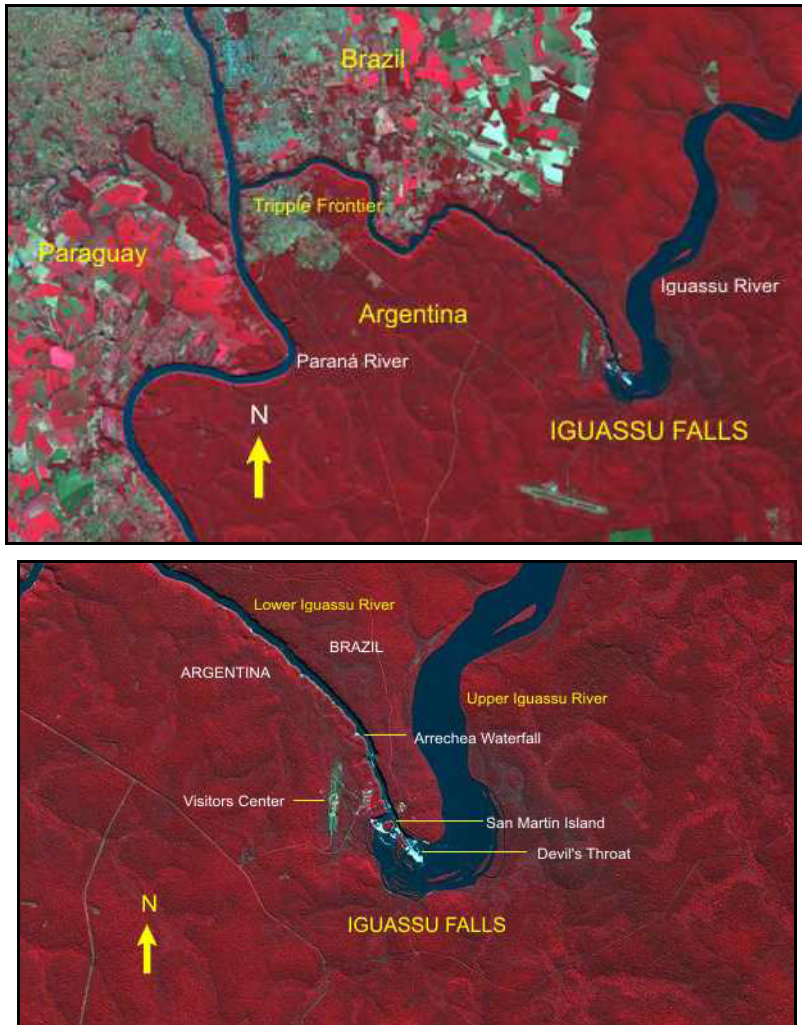 Brazil
Tripple Frontier
Paraguay
Iguassu River
Argentina
Paraná River
N
IGUASSU FALLS
Lower Iguassu River
BRAZIL
ARGENTINA
Upper Iguassu River
Arrechea Waterfall
Visitors Center
San Martin Island
Devil's Throat
N
IGUASSU FALLS